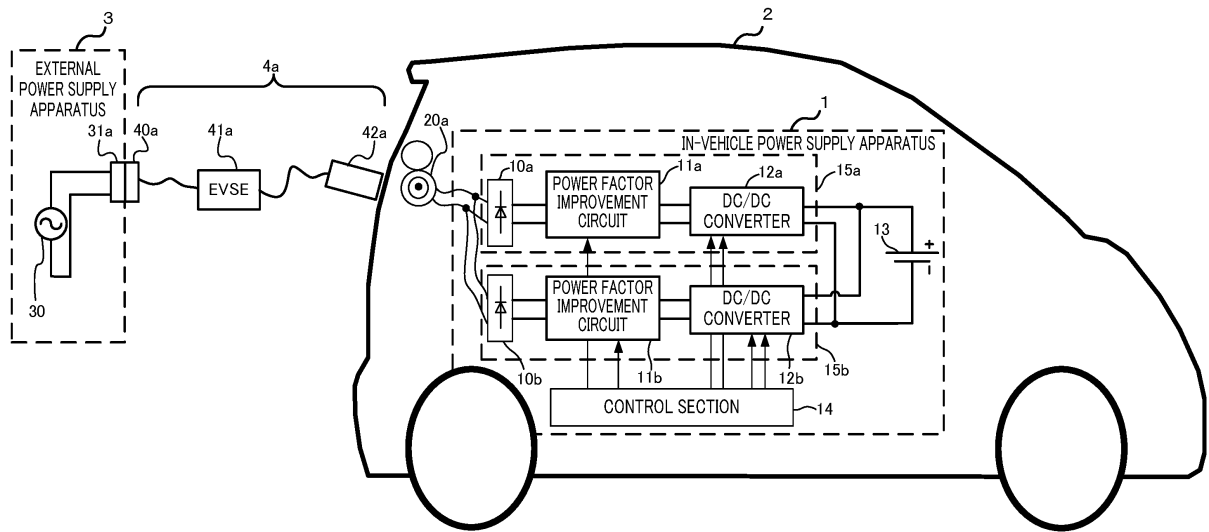 3
EXTERNAL
POWER SUPPLY
APPARATUS
31a
40a
4a
41a
EVSE
42a
30
2
20a
1
IN-VEHICLE POWER SUPPLY APPARATUS
10a
11a
POWER FACTOR
IMPROVEMENT
CIRCUIT
12a
DC/DC
CONVERTER
15a
13
+
POWER FACTOR
IMPROVEMENT
CIRCUIT
DC/DC
CONVERTER
10b
11b
12b
15b
CONTROL SECTION
14